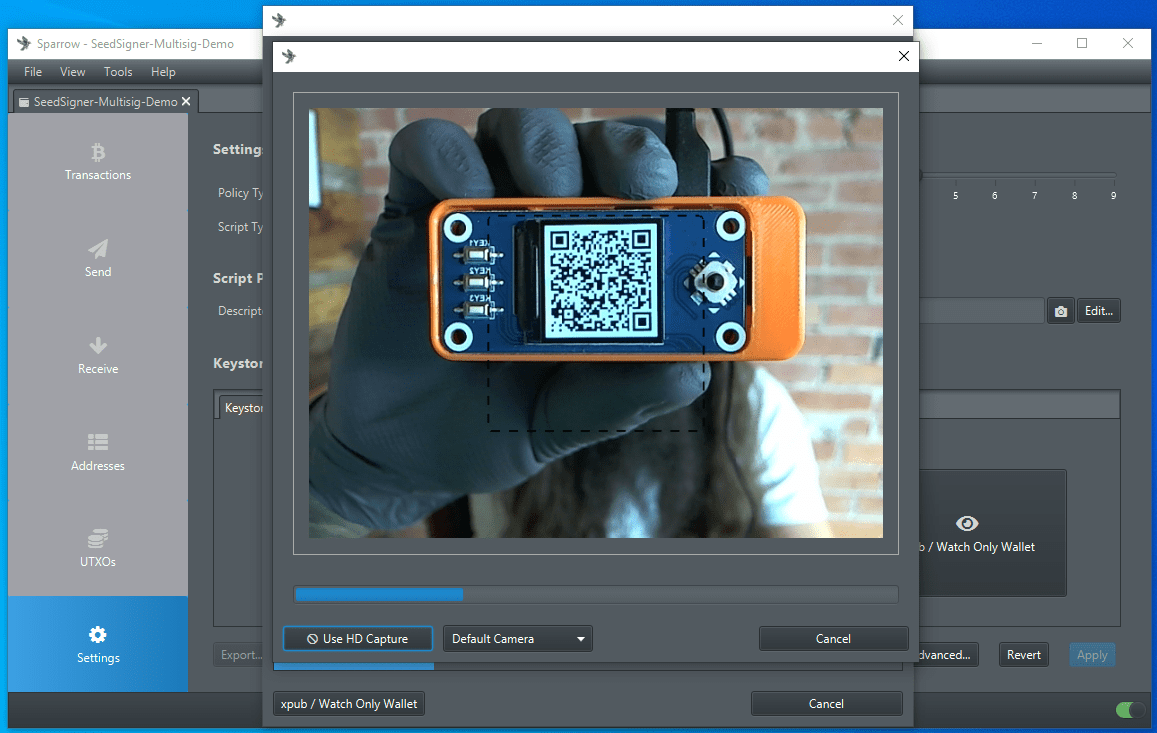 Sparrow - SeedSigner-Multisig-Demo
File View Tools Help
SeedSigner-Multisig-Demo
Transactions
Send
Receive
Addresses
UTXOs
Settings
Setting
Policy Ty
Script Ty
5 6 7 8 9
Script P
Descript
Edit...
Keystor
Keystor
KEY1
KEY2
b / Watch Only Wallet
Use HD Capture
Default Camera
Cancel
Export...
dvanced...
Revert
Apply
xpub / Watch Only Wallet
Cancel